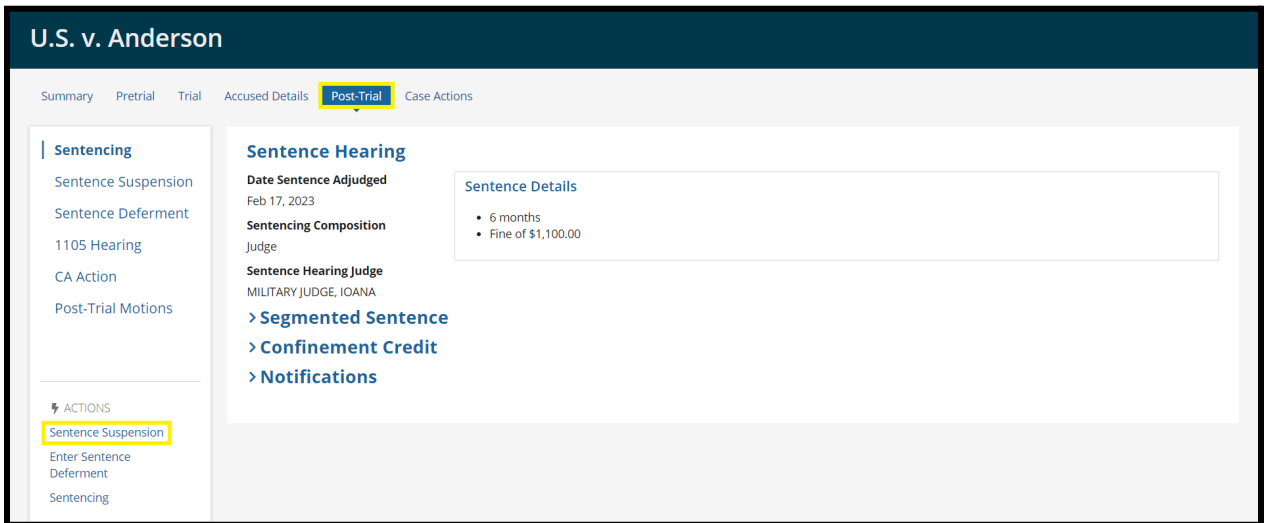 U.S. v. Anderson
Summary Pretrial Trial Accused Details Post-Trial Case Actions
Sentencing
Sentence Suspension
Sentence Deferment
1105 Hearing
CA Action
Post-Trial Motions
ACTIONS
Sentence Suspension
Enter Sentence
Deferment
Sentencing
Sentence Hearing
Date Sentence Adjudged
Feb 17, 2023
Sentencing Composition
Judge
Sentence Hearing Judge
MILITARY JUDGE, IOANA
Sentence Details
• 6 months
• Fine of $1,100.00
> Segmented Sentence
> Confinement Credit
> Notifications